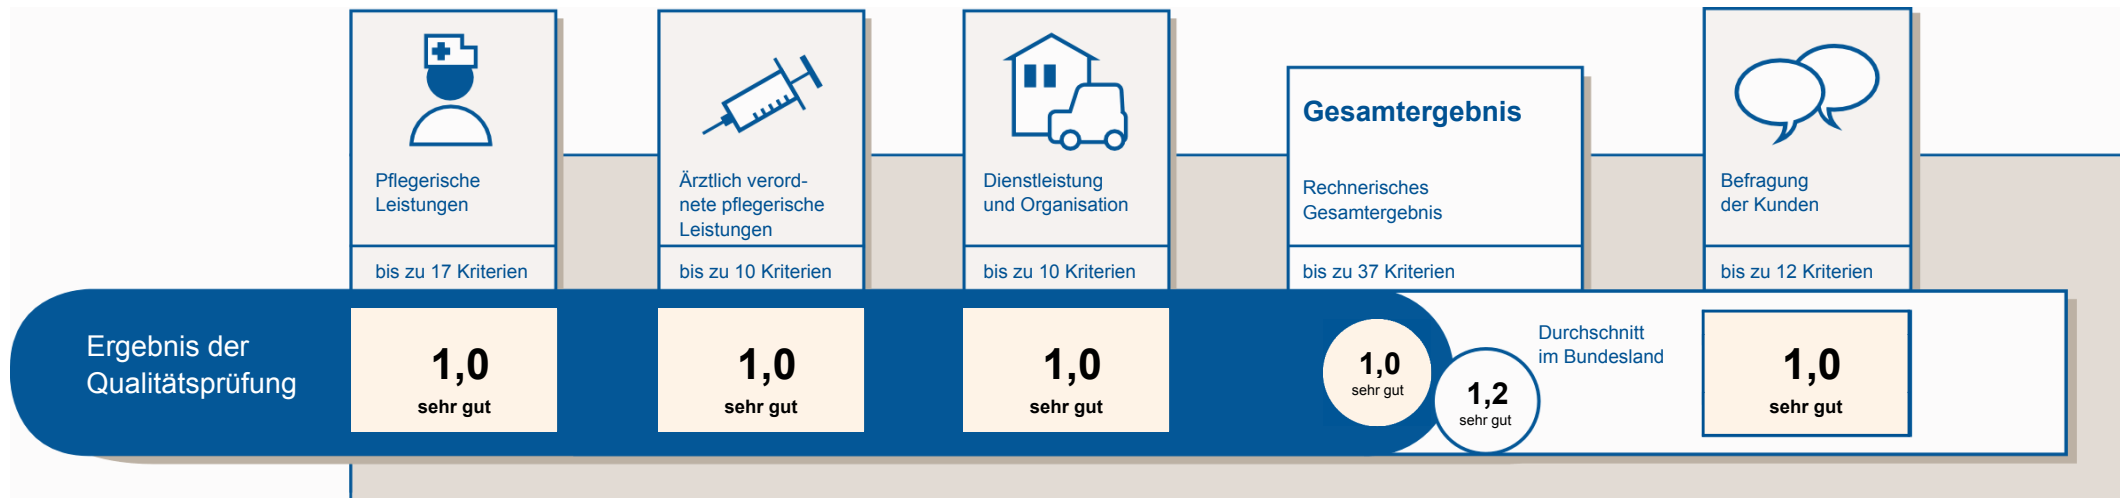 Pflegerische
Leistungen
bis zu 17 Kriterien
Ärztlich verord-
nete pflegerische
Leistungen
bis zu 10 Kriterien
Dienstleistung
und Organisation
bis zu 10 Kriterien
Gesamtergebnis
Rechnerisches
Gesamtergebnis
bis zu 37 Kriterien
Befragung
der Kunden
bis zu 12 Kriterien
Ergebnis der
Qualitätsprüfung
1,0
sehr gut
1,0
sehr gut
1,0
sehr gut
1,0
sehr gut
1,2
sehr gut
Durchschnitt
im Bundesland
1,0
sehr gut